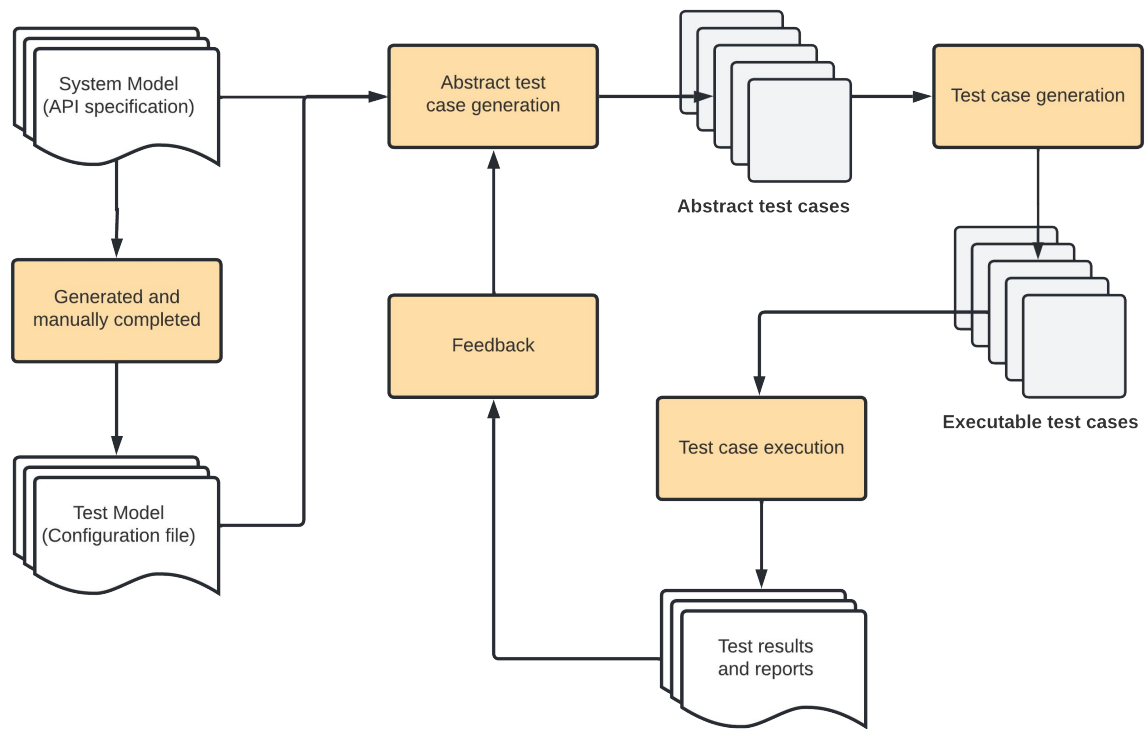 System Model
(API specification)
Abstract test
case generation
Test case generation
Abstract test cases
Generated and
manually completed
Feedback
Executable test cases
Test case execution
Test Model
(Configuration file)
Test results
and reports